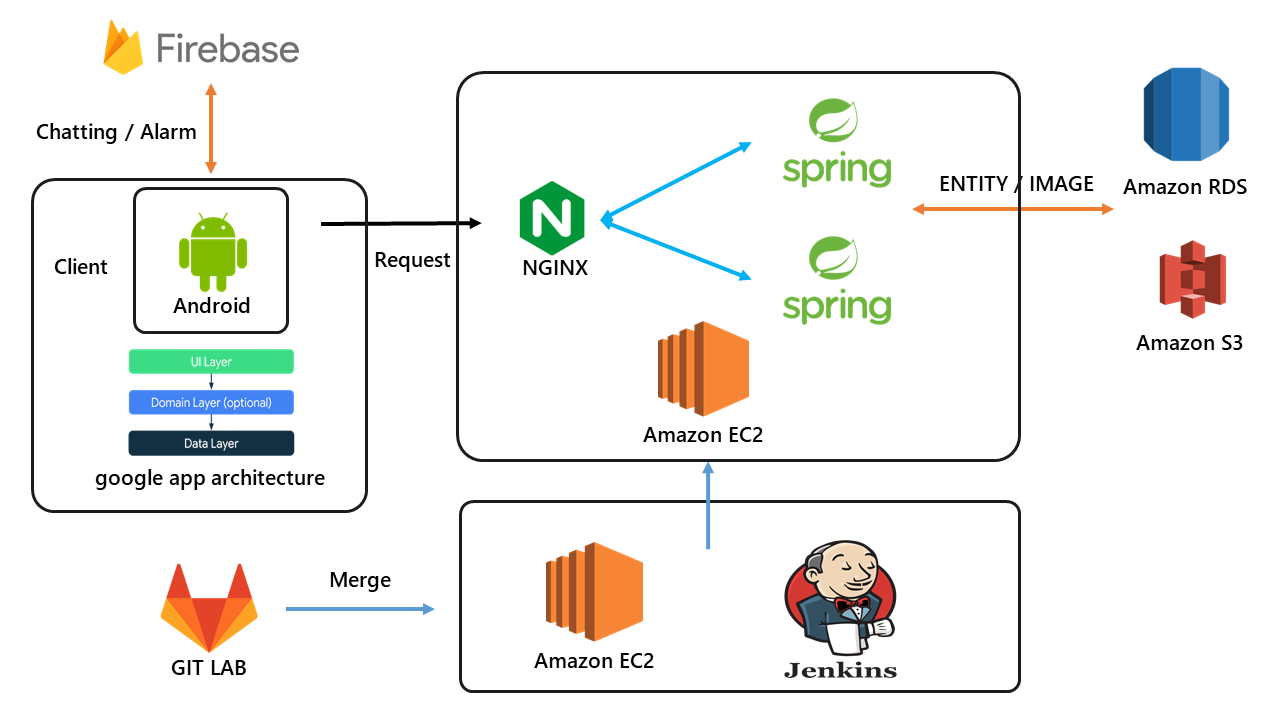 Firebase
Chatting / Alarm
Client
Android
UI Layer
Domain Layer (optional)
Data Layer
google app architecture
Request
NGINX
spring
spring
Amazon EC2
ENTITY / IMAGE
Amazon RDS
Amazon S3
GIT LAB
Merge
Amazon EC2
Jenkins